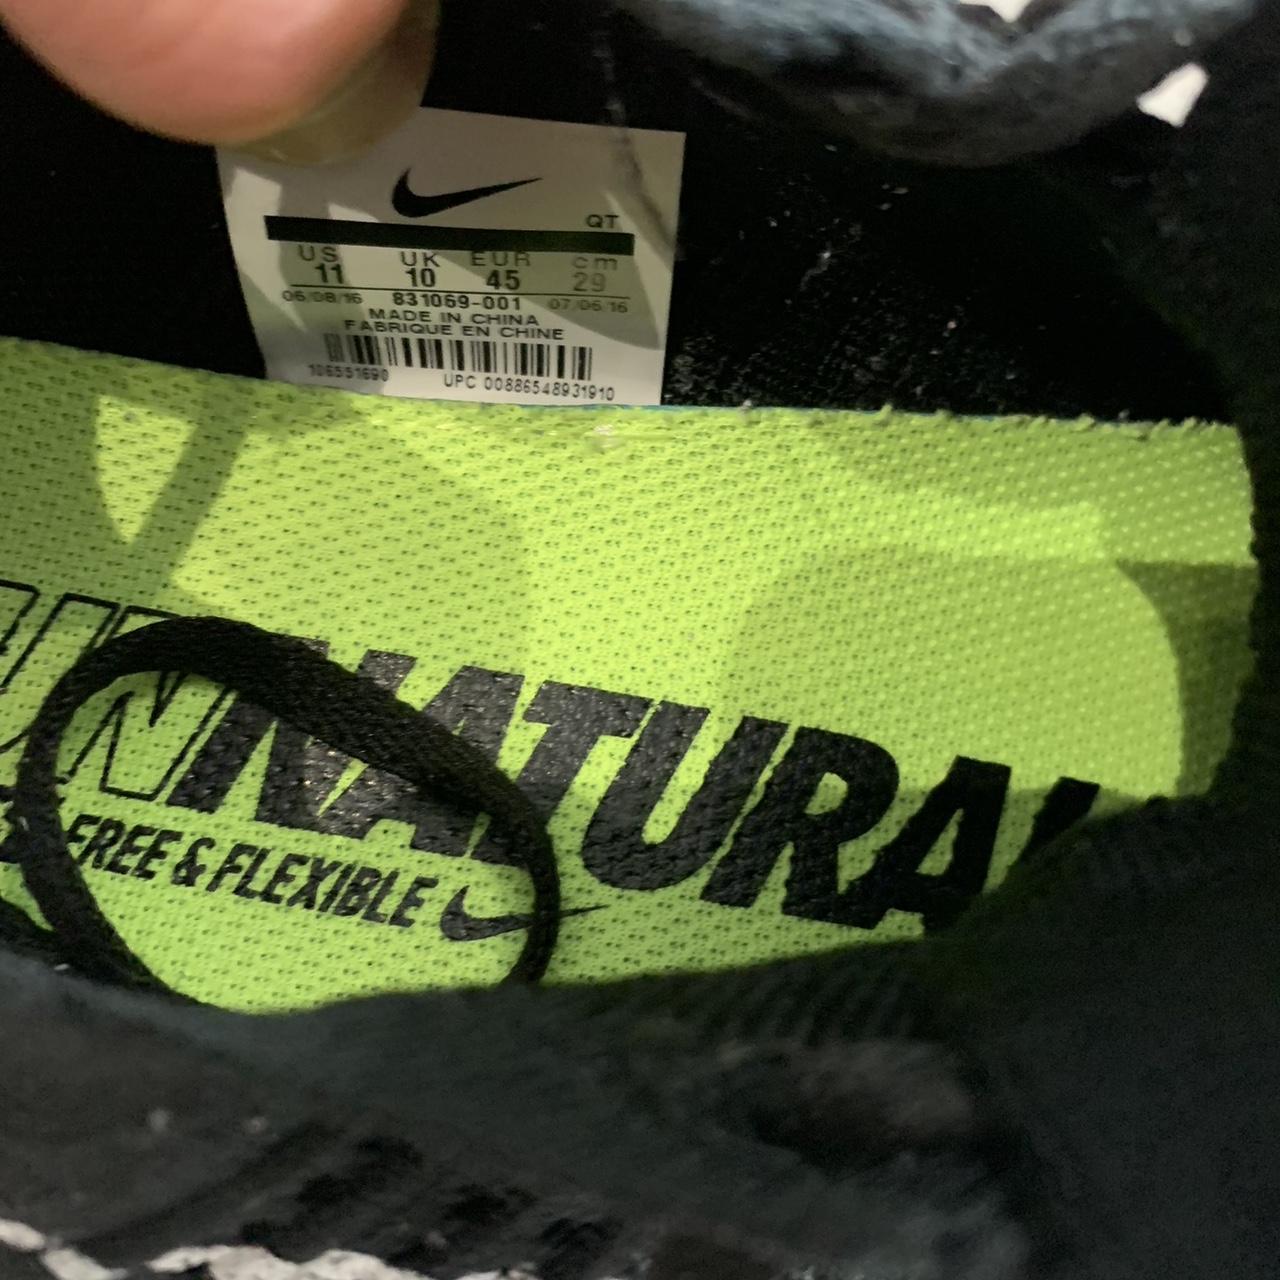 QT
US UK EUR cm
11 10 45 29
06/08/16 831069-001 07/06/16
MADE IN CHINA
FABRIQUE EN CHINE
106551690 UPC 00886548931910
NATURAL
FREE & FLEXIBLE